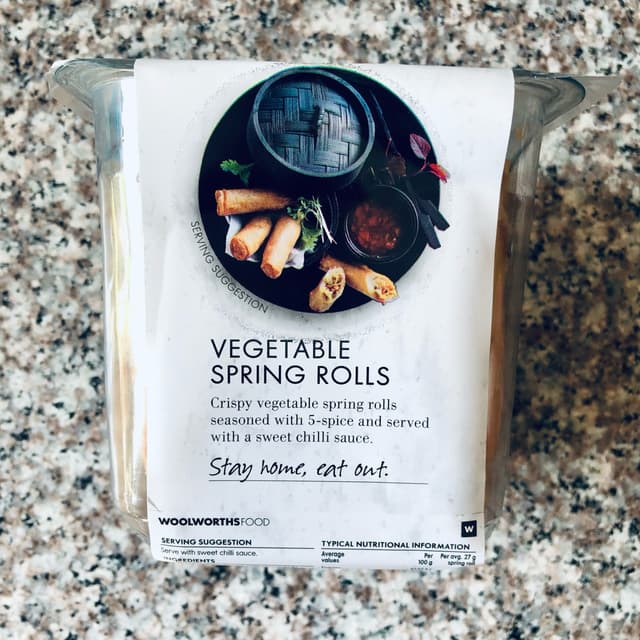 SERVING SUGGESTION
VEGETABLE
SPRING ROLLS
Crispy vegetable spring rolls
seasoned with 5-spice and served
with a sweet chilli sauce.
Stay home, eat out.
WOOLWORTHSFOOD
W
SERVING SUGGESTION
Serve with sweet chilli sauce.
INGREDIENTS
TYPICAL NUTRITIONAL INFORMATION
Average Per Per avg. 27 g
values 100 g spring roll